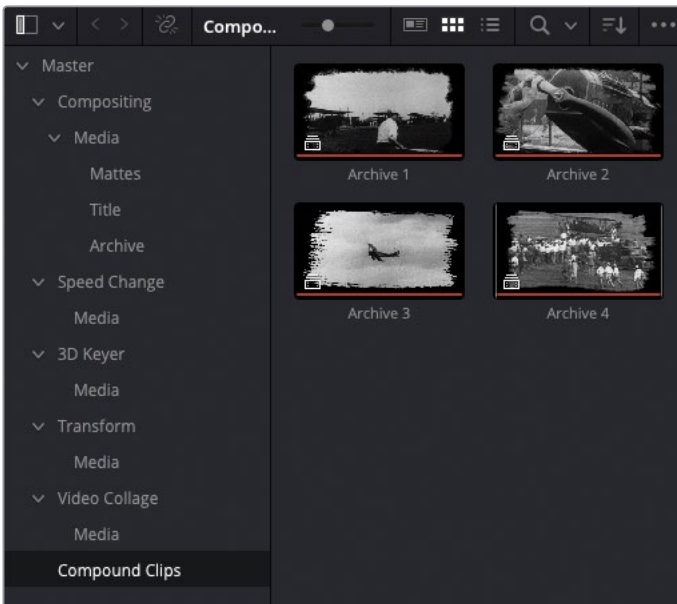 Compo...
Master
Compositing
Media
Mattes
Title
Archive
Speed Change
Media
3D Keyer
Media
Transform
Media
Video Collage
Media
Compound Clips
Archive 1
Archive 2
Archive 3
Archive 4